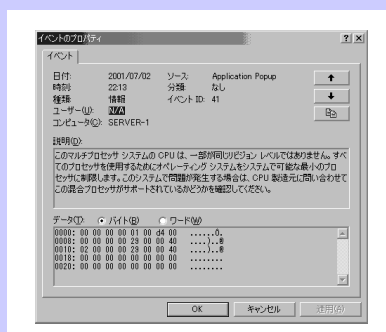 イベントのプロパティ
イベント
日付: 2001/07/02 ソース: Application Popup
時刻: 22:13 分類: なし
種類: 情報 イベント ID: 41
ユーザー(U): N/A
コンピュータ(C): SERVER-1
説明(D):
このマルチプロセッサ システムの CPU は、一部が同じリビジョン レベルではありません。すべ
てのプロセッサを使用するためにオペレーティング システムをシステムで可能な最小のプロ
セッサに制限します。このシステムで問題が発生する場合は、CPU 製造元に問い合わせて
この混合プロセッサがサポートされているかどうかを確認してください。
データ(T): バイト(B) ワード(W)
0000: 00 00 00 00 01 00 d4 00 ......Ô.
0008: 00 00 00 00 29 00 00 40 ....)..@
0010: 02 00 00 00 29 00 00 40 ....)..@
0018: 00 00 00 00 00 00 00 00 ........
0020: 00 00 00 00 00 00 00 00 ........
OK キャンセル 適用(A)